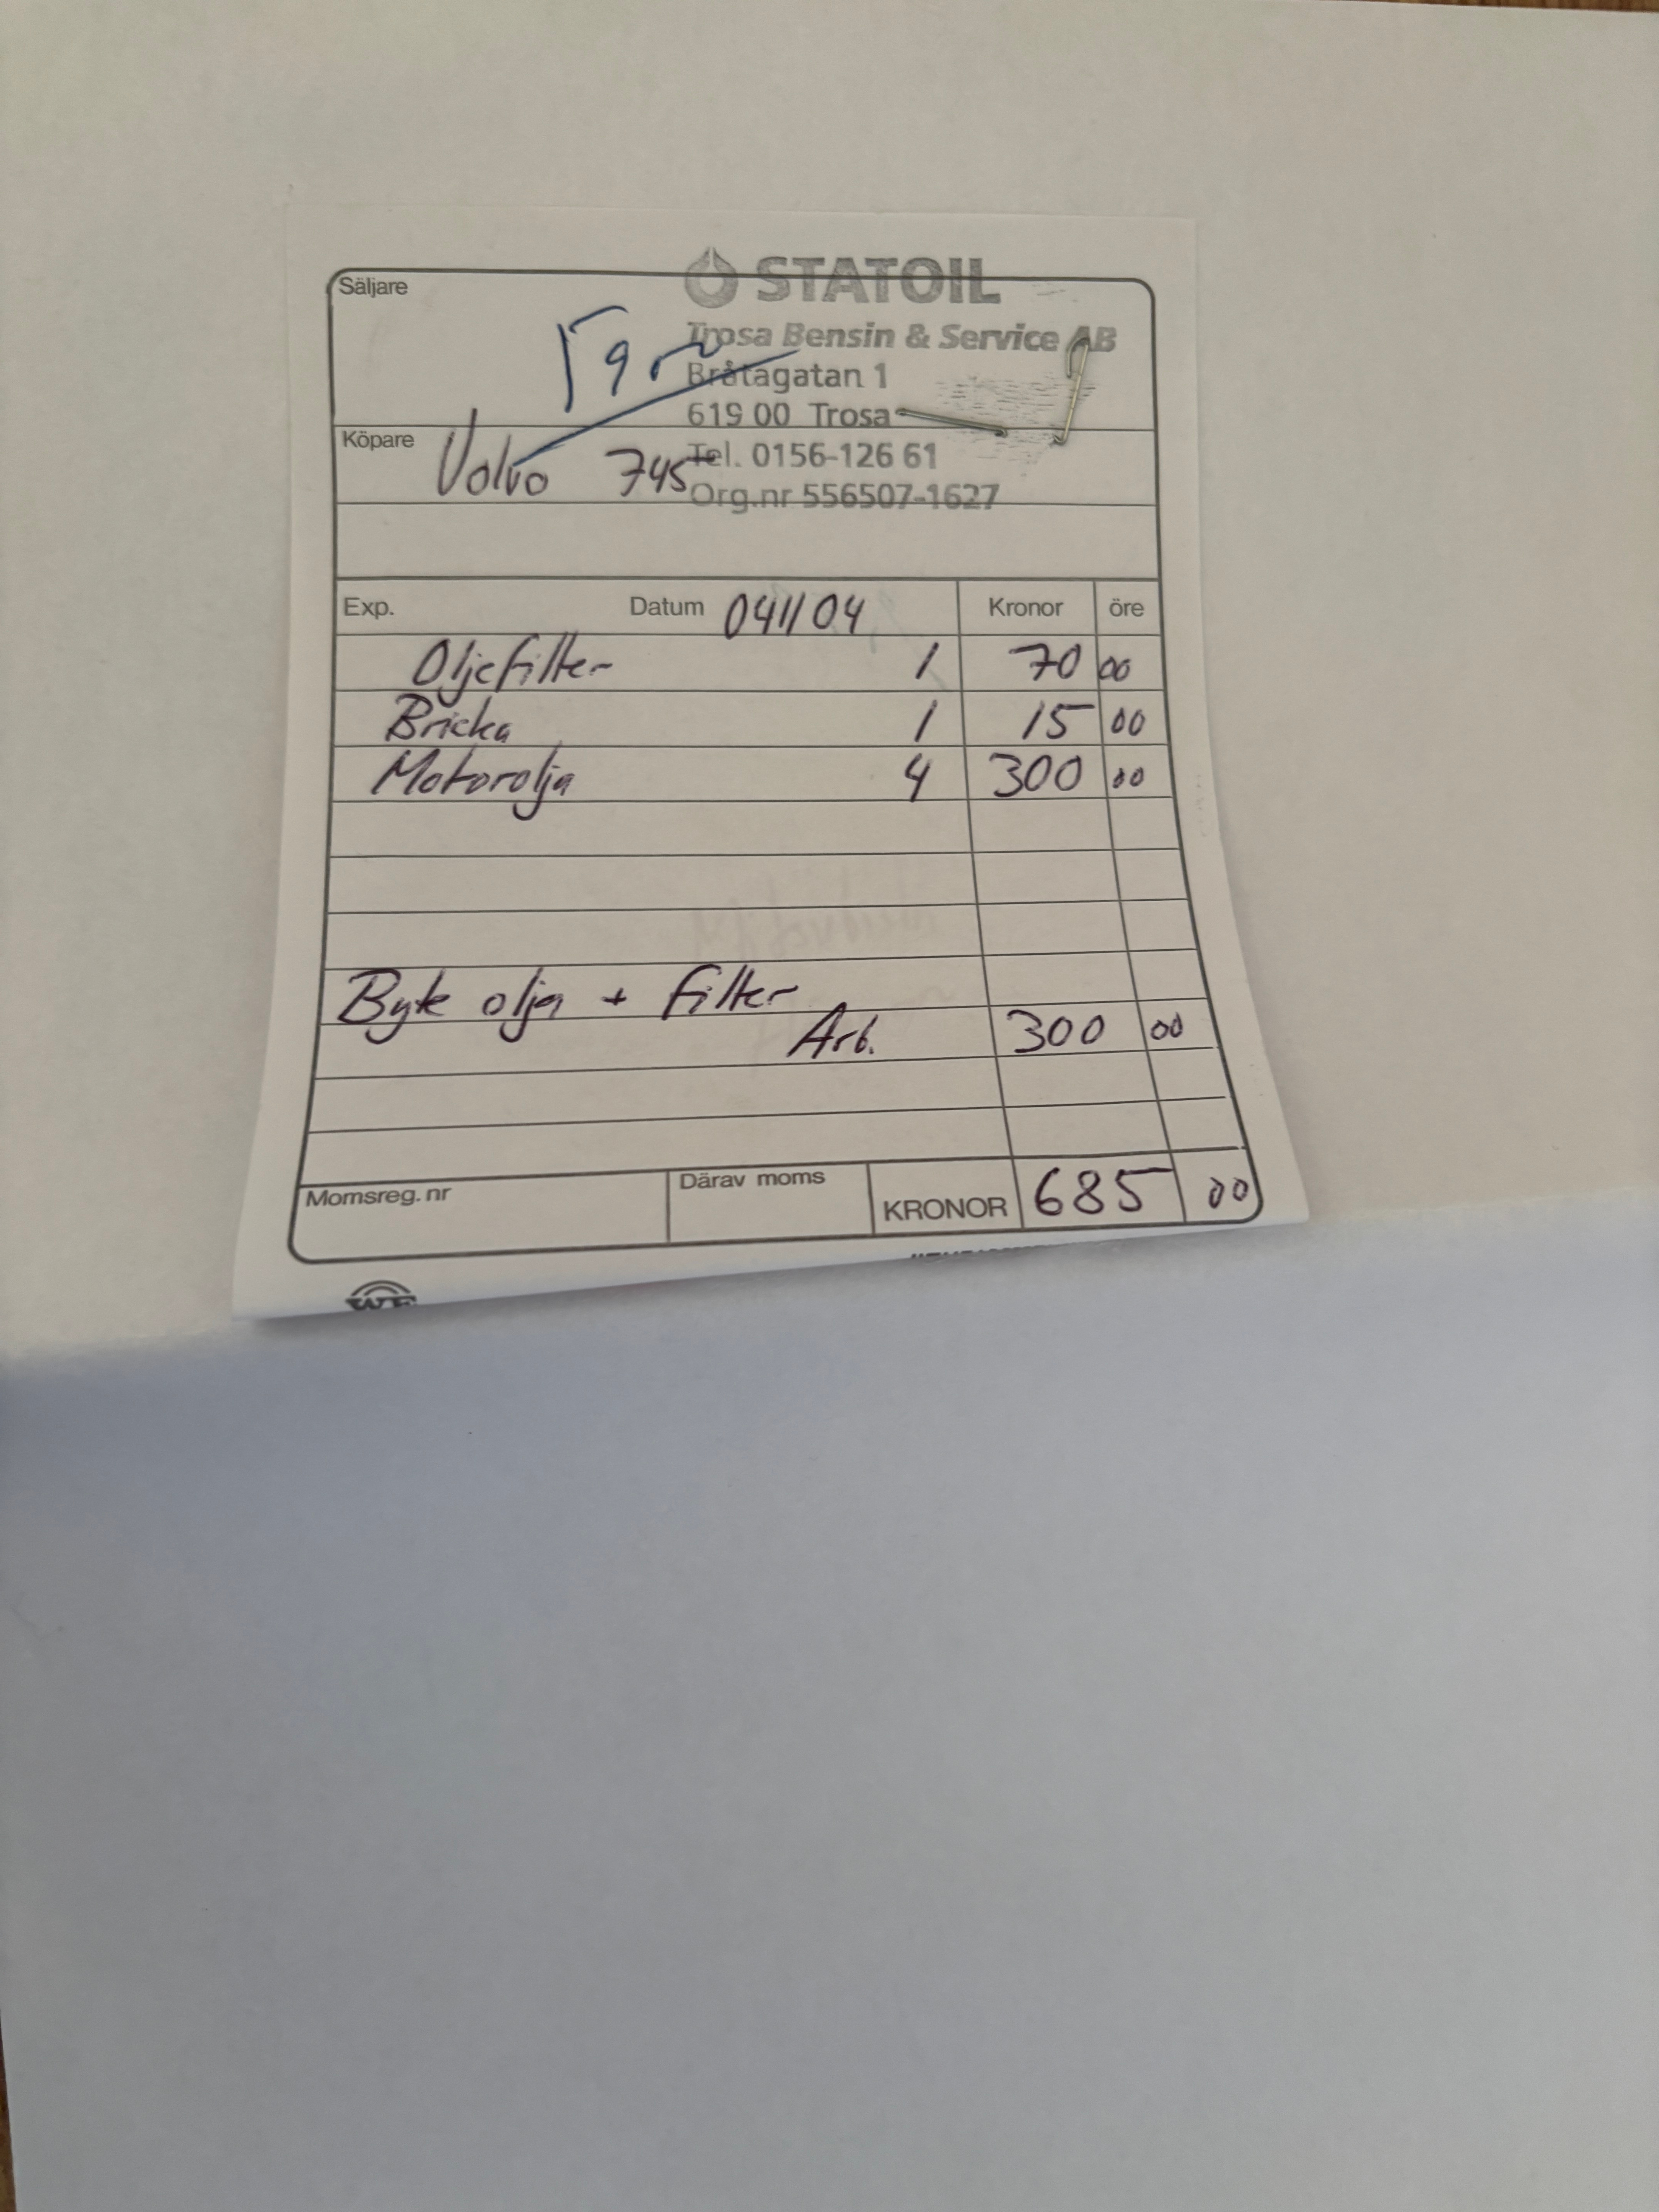 STATOIL
Säljare
Trosa Bensin & Service AB
Bråtagatan 1
619 00 Trosa
Köpare
Volvo 745
Tel. 0156-126 61
Org.nr 556507-1627
Exp. Datum 041104 Kronor öre
Oljefilter 1 70 00
Bricka 1 15 00
Motorolja 4 300 00
Byte olja + filter
Arb. 300 00
Momsreg. nr Därav moms KRONOR 685 00